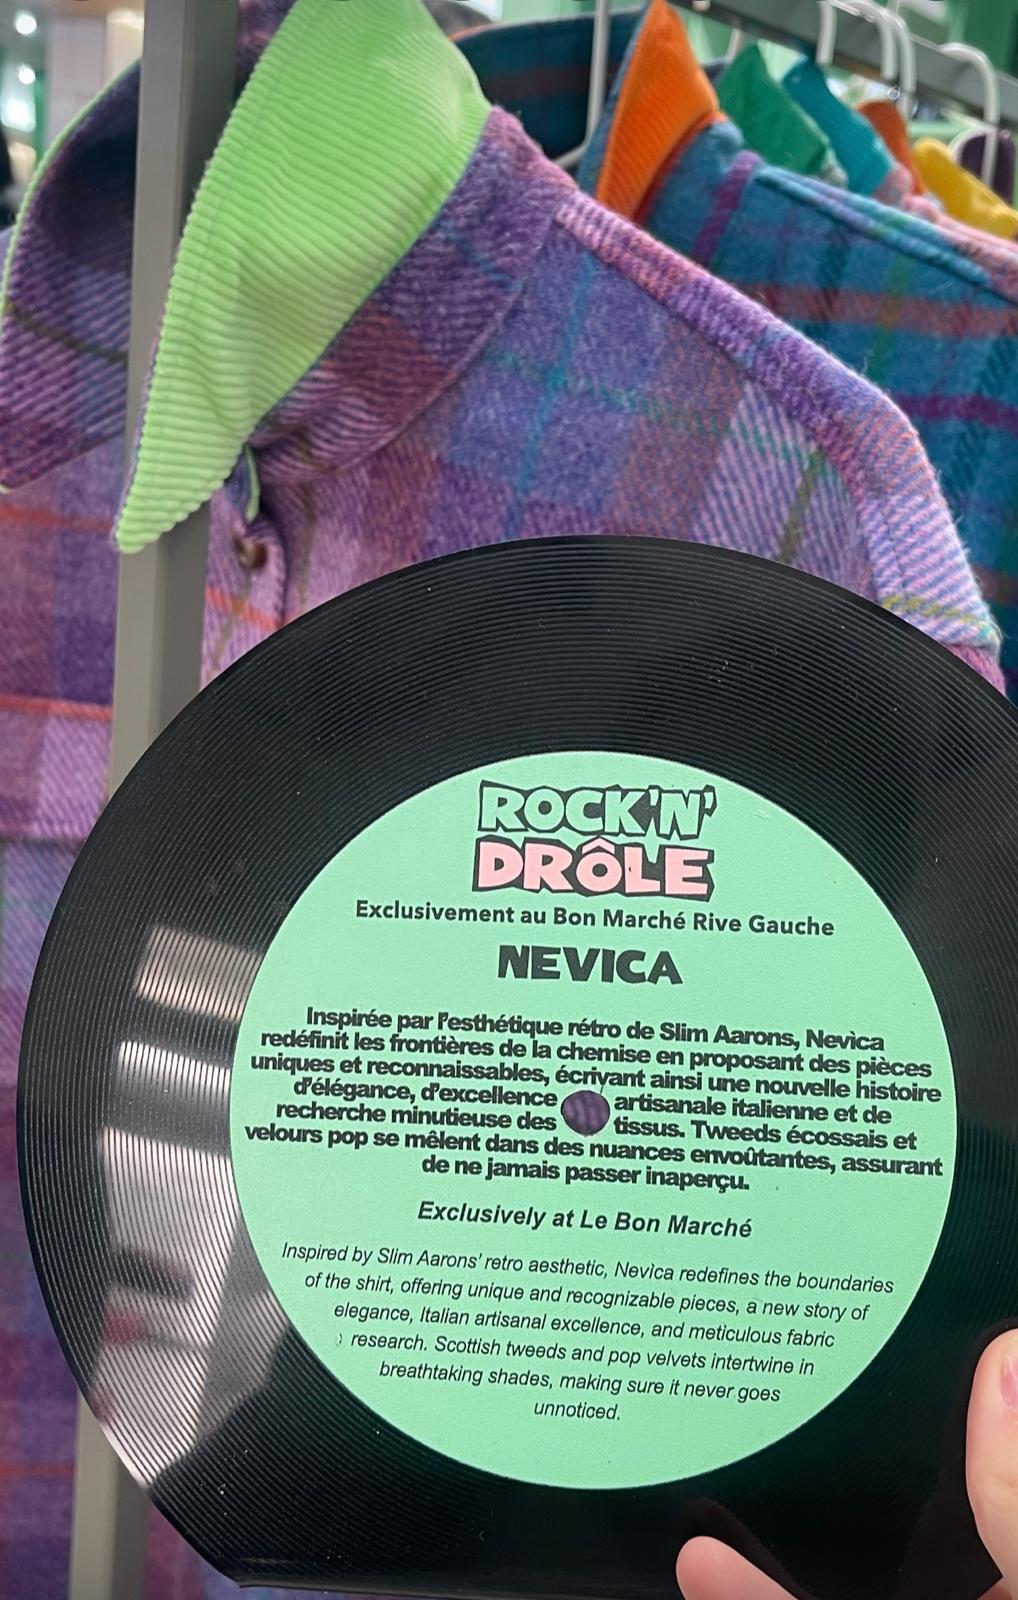 ROCK'N'
DRÔLE
Exclusivement au Bon Marché Rive Gauche
NEVICA
Inspirée par l'esthétique rétro de Slim Aarons, Nevìca
redéfinit les frontières de la chemise en proposant des pièces
uniques et reconnaissables, écriyant ainsi une nouvelle histoire
d'élégance, d'excellence artisanale italienne et de
recherche minutieuse des tissus. Tweeds écossais et
velours pop se mêlent dans des nuances envoûtantes, assurant
de ne jamais passer inaperçu.
Exclusively at Le Bon Marché
Inspired by Slim Aarons' retro aesthetic, Nevìca redefines the boundaries
of the shirt, offering unique and recognizable pieces, a new story of
elegance, Italian artisanal excellence, and meticulous fabric
research. Scottish tweeds and pop velvets intertwine in
breathtaking shades, making sure it never goes
unnoticed.